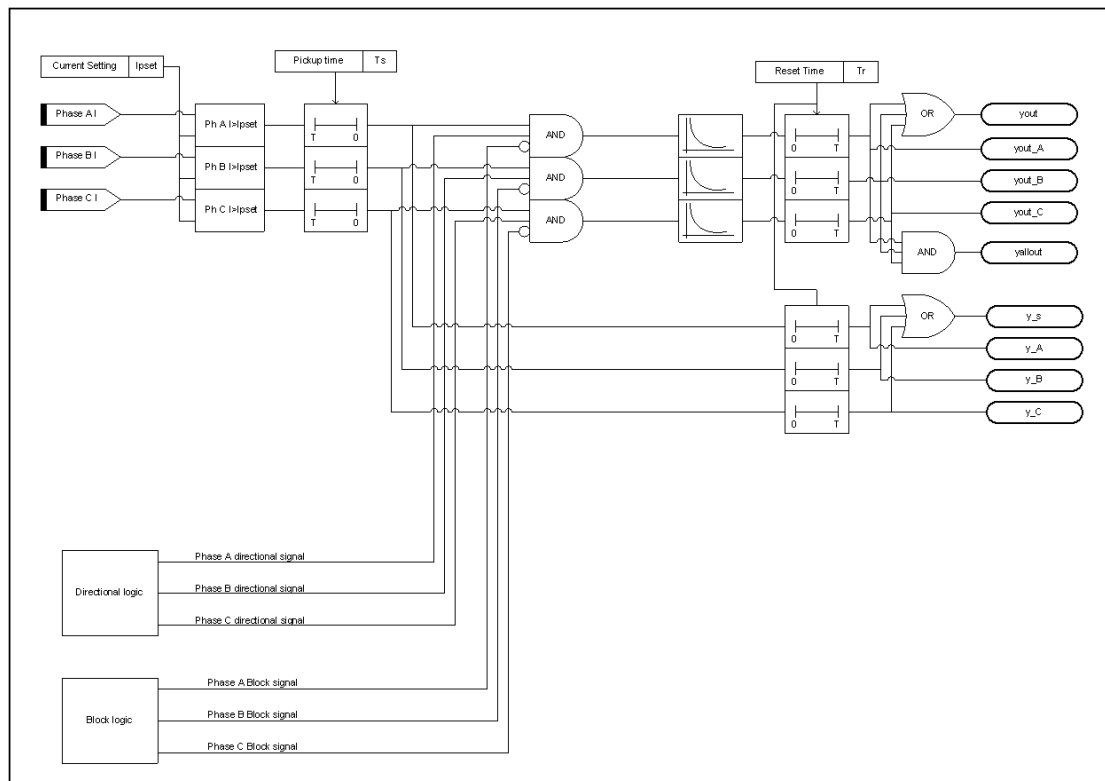 Current Setting Ipset
Pickup time Ts
Reset Time Tr
Phase A I
Phase B I
Phase C I
Ph A I>Ipset
Ph B I>Ipset
Ph C I>Ipset
T 0
T 0
T 0
AND
AND
AND
0 T
0 T
0 T
OR
AND
yout
yout_A
yout_B
yout_C
yallout
0 T
0 T
0 T
OR
y_s
y_A
y_B
y_C
Directional logic
Phase A directional signal
Phase B directional signal
Phase C directional signal
Block logic
Phase A Block signal
Phase B Block signal
Phase C Block signal